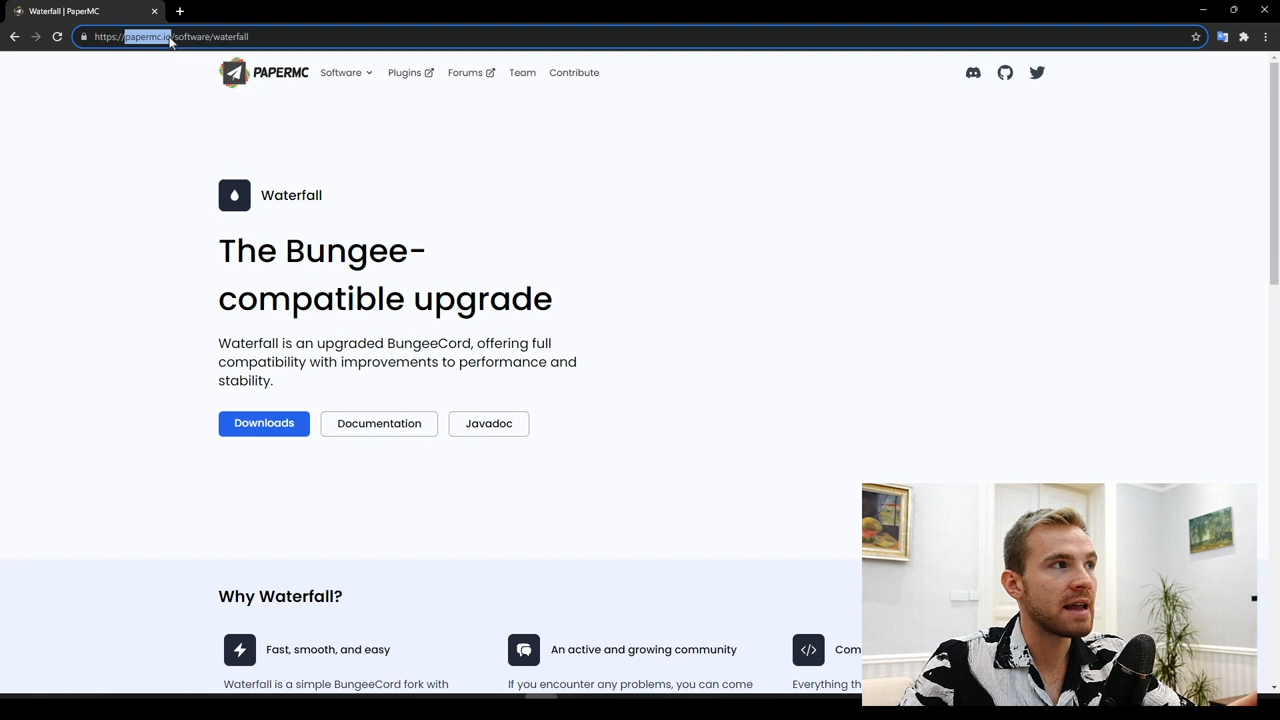 Waterfall | PaperMC
https://papermc.io/software/waterfall
PAPERMC
Software
Plugins
Forums
Team
Contribute
Waterfall
The Bungee-
compatible upgrade
Waterfall is an upgraded BungeeCord, offering full
compatibility with improvements to performance and
stability.
Downloads
Documentation
Javadoc
Why Waterfall?
Fast, smooth, and easy
An active and growing community
Com
Waterfall is a simple BungeeCord fork with
If you encounter any problems, you can come
Everything th